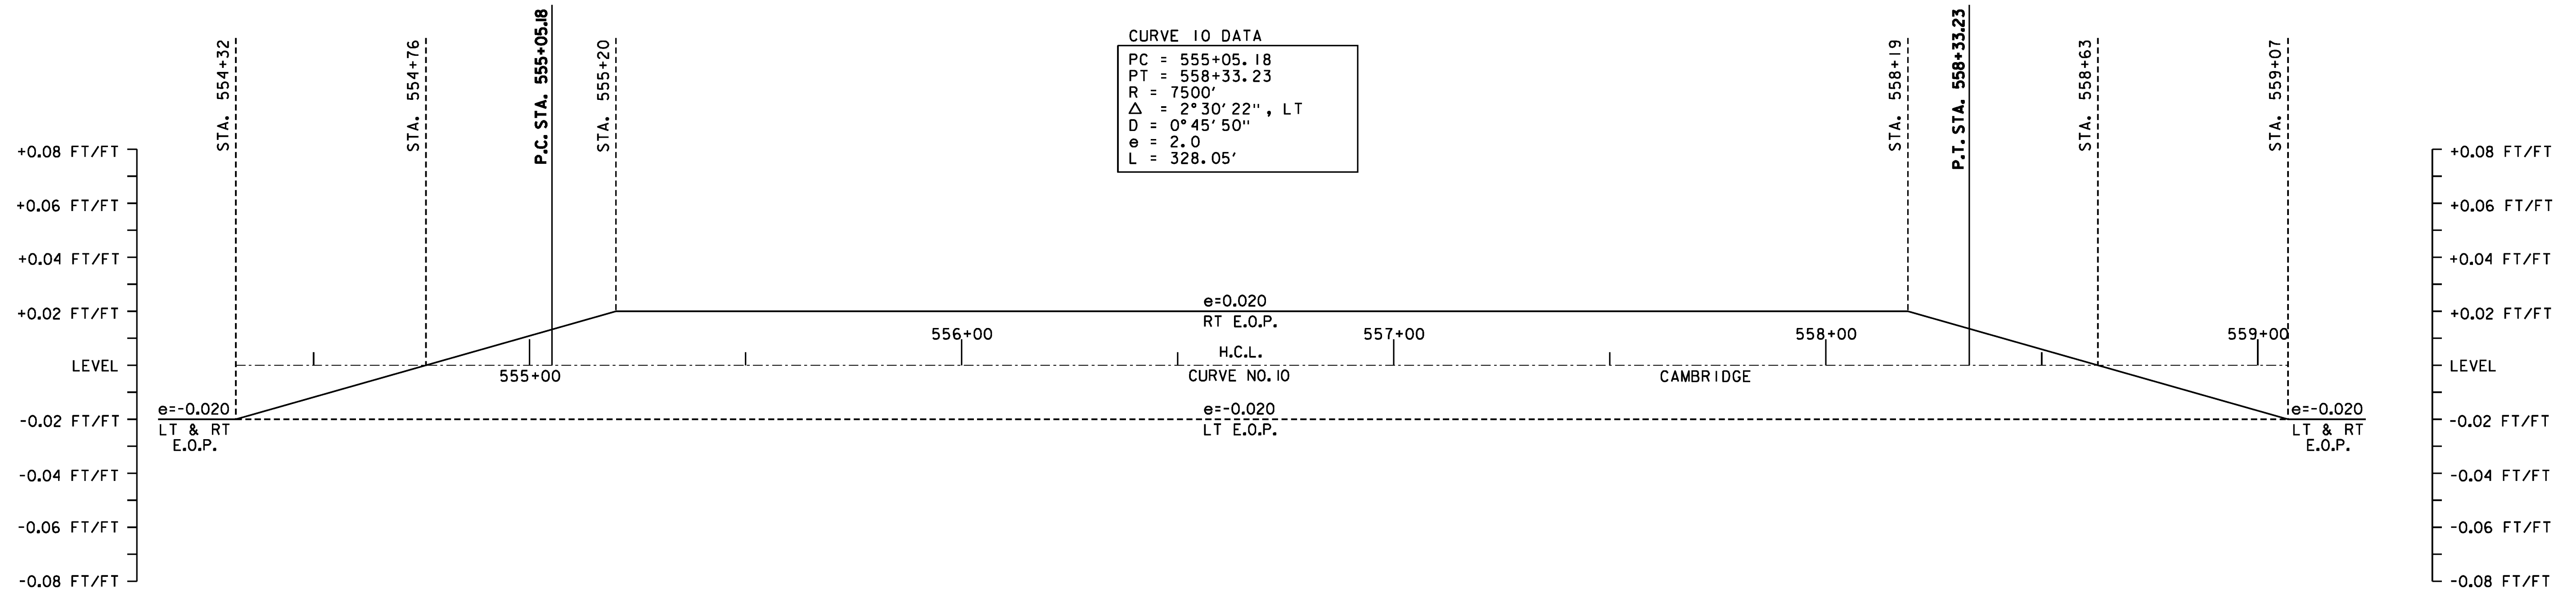 STA. 554+32
STA. 554+76
P.C. STA. 555+05.18
STA. 555+20
CURVE 10 DATA
PC = 555+05.18
PT = 558+33.23
R = 7500'
Δ = 2°30'22", LT
D = 0°45'50"
e = 2.0
L = 328.05'
STA. 558+19
P.T. STA. 558+33.23
STA. 558+63
STA. 559+07
+0.08 FT/FT
+0.06 FT/FT
+0.04 FT/FT
+0.02 FT/FT
LEVEL
-0.02 FT/FT
-0.04 FT/FT
-0.06 FT/FT
-0.08 FT/FT
e=-0.020
LT & RT
E.O.P.
555+00
556+00
e=0.020
RT E.O.P.
H.C.L.
CURVE NO.10
e=-0.020
LT E.O.P.
557+00
CAMBRIDGE
558+00
559+00
e=-0.020
LT & RT
E.O.P.
+0.08 FT/FT
+0.06 FT/FT
+0.04 FT/FT
+0.02 FT/FT
LEVEL
-0.02 FT/FT
-0.04 FT/FT
-0.06 FT/FT
-0.08 FT/FT